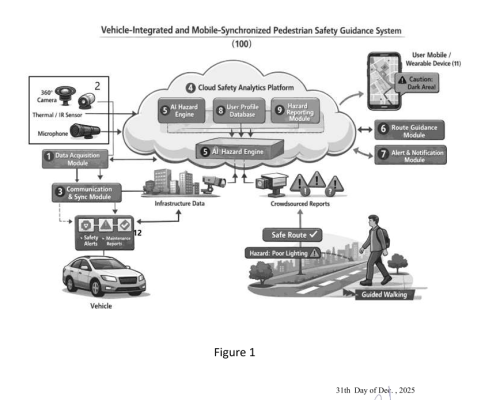 Vehicle-Integrated and Mobile-Synchronized Pedestrian Safety Guidance System
(100)
User Mobile /
Wearable Device (11)
Caution:
Dark Area!
2
360°
Camera
Thermal / IR Sensor
Microphone
4 Cloud Safety Analytics Platform
5 AI Hazard
Engine
8 User Profile
Database
9 Hazard
Reporting
Module
5 AI Hazard Engine
6 Route Guidance
Module
7 Alert & Notification
Module
1 Data Acquisition
Module
3 Communication
& Sync Module
Infrastructure Data
Crowdsourced Reports
12
• Safety
Alerts
• Maintenance
Reports
Vehicle
Safe Route ✓
Hazard: Poor Lighting
Guided Walking
Figure 1
31th Day of Dec. , 2025